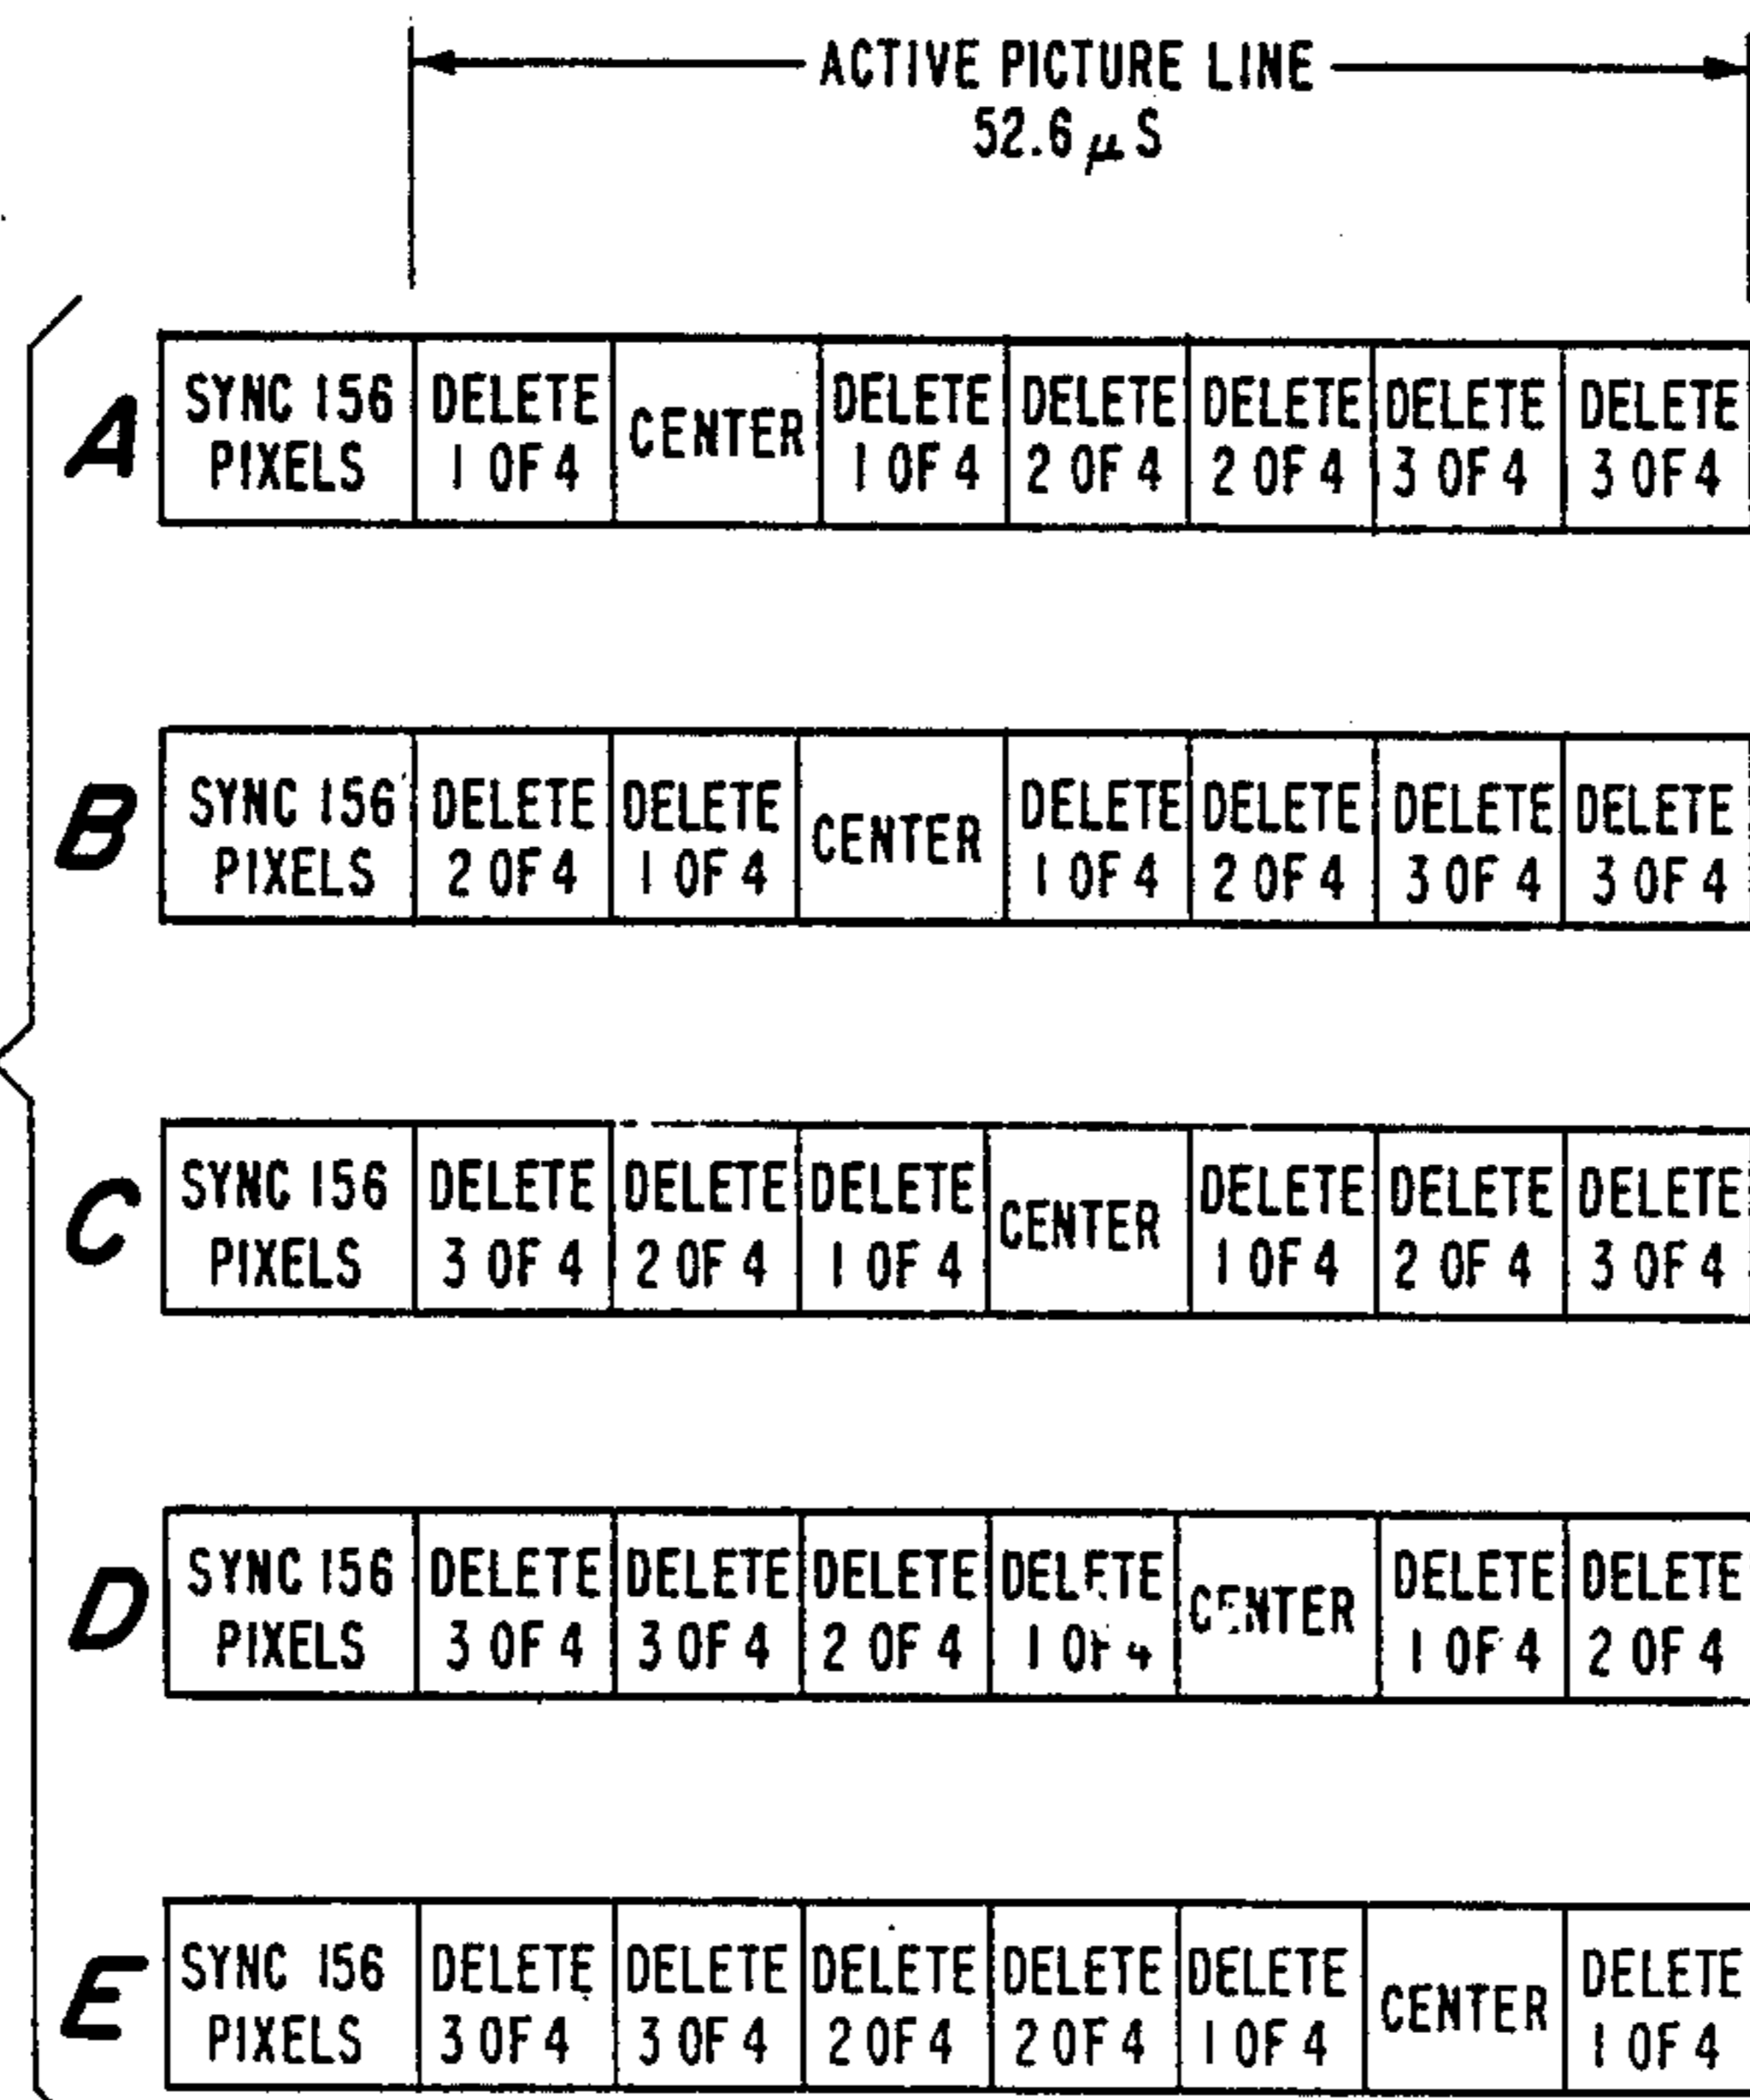 ACTIVE PICTURE LINE
52.6 µS
A
SYNC 156
PIXELS
DELETE
1 OF 4
CENTER
DELETE
1 OF 4
DELETE
2 OF 4
DELETE
2 OF 4
DELETE
3 OF 4
DELETE
3 OF 4
B
SYNC 156
PIXELS
DELETE
2 OF 4
DELETE
1 OF 4
CENTER
DELETE
1 OF 4
DELETE
2 OF 4
DELETE
3 OF 4
DELETE
3 OF 4
C
SYNC 156
PIXELS
DELETE
3 OF 4
DELETE
2 OF 4
DELETE
1 OF 4
CENTER
DELETE
1 OF 4
DELETE
2 OF 4
DELETE
3 OF 4
D
SYNC 156
PIXELS
DELETE
3 OF 4
DELETE
3 OF 4
DELETE
2 OF 4
DELETE
1 OF 4
CENTER
DELETE
1 OF 4
DELETE
2 OF 4
E
SYNC 156
PIXELS
DELETE
3 OF 4
DELETE
3 OF 4
DELETE
2 OF 4
DELETE
2 OF 4
DELETE
1 OF 4
CENTER
DELETE
1 OF 4